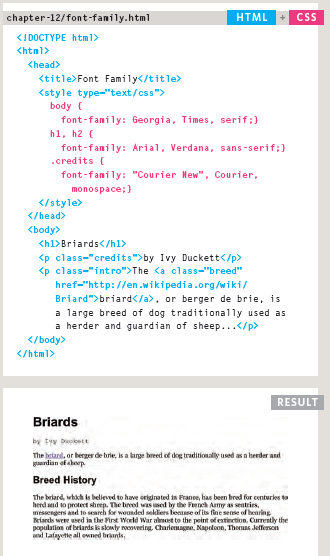 chapter-12/font-family.html HTML + CSS
<!DOCTYPE html>
<html>
<head>
<title>Font Family</title>
<style type="text/css">
body {
font-family: Georgia, Times, serif;}
h1, h2 {
font-family: Arial, Verdana, sans-serif;}
.credits {
font-family: "Courier New", Courier,
monospace;}
</style>
</head>
<body>
<h1>Briards</h1>
<p class="credits">by Ivy Duckett</p>
<p class="intro">The <a class="breed"
href="http://en.wikipedia.org/wiki/
Briard">briard</a>, or berger de brie, is
a large breed of dog traditionally used as
a herder and guardian of sheep...</p>
</body>
</html>
RESULT
Briards
by Ivy Duckett
The briard, or berger de brie, is a large breed of dog traditionally used as a herder and
guardian of sheep.
Breed History
The briard, which is believed to have originated in France, has been bred for centuries to
herd and to protect sheep. The breed was used by the French Army as sentries,
messengers and to search for wounded soldiers because of its fine sense of hearing.
Briards were used in the First World War almost to the point of extinction. Currently the
population of briards is slowly recovering. Charlemagne, Napoleon, Thomas Jefferson
and Lafayette all owned briards.